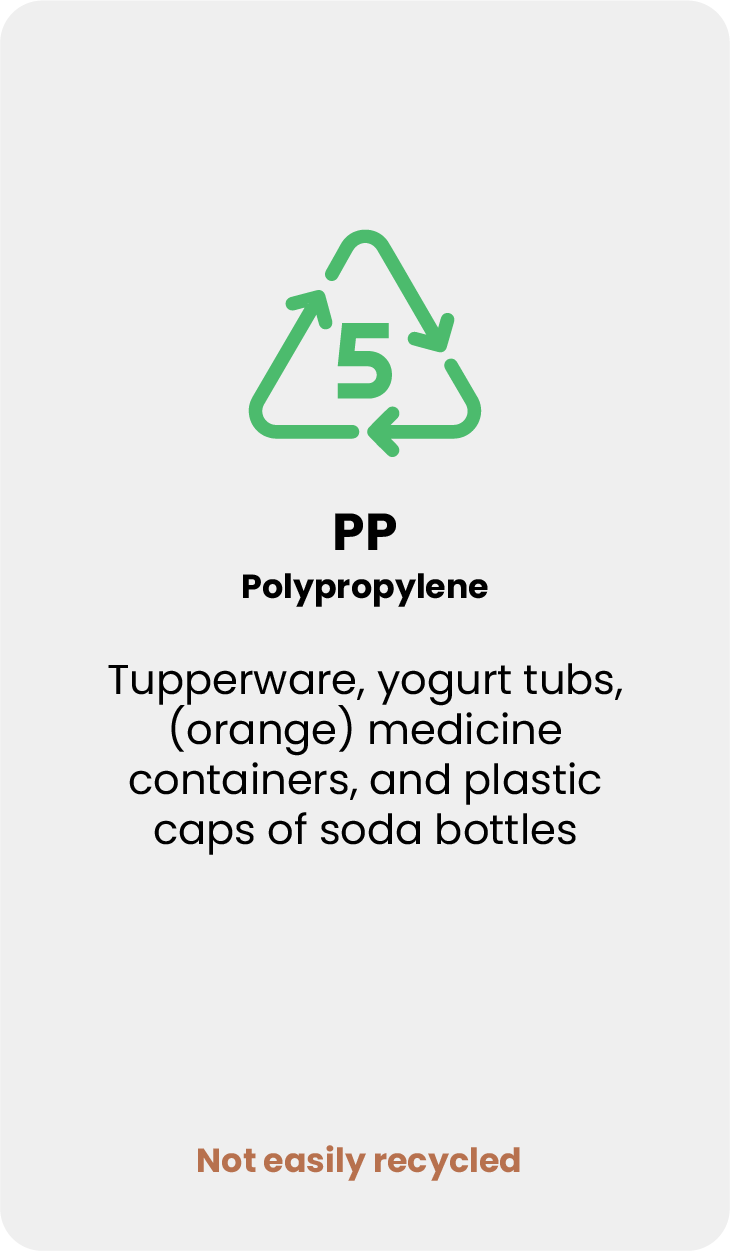 5
PP
Polypropylene
Tupperware, yogurt tubs,
(orange) medicine
containers, and plastic
caps of soda bottles
Not easily recycled